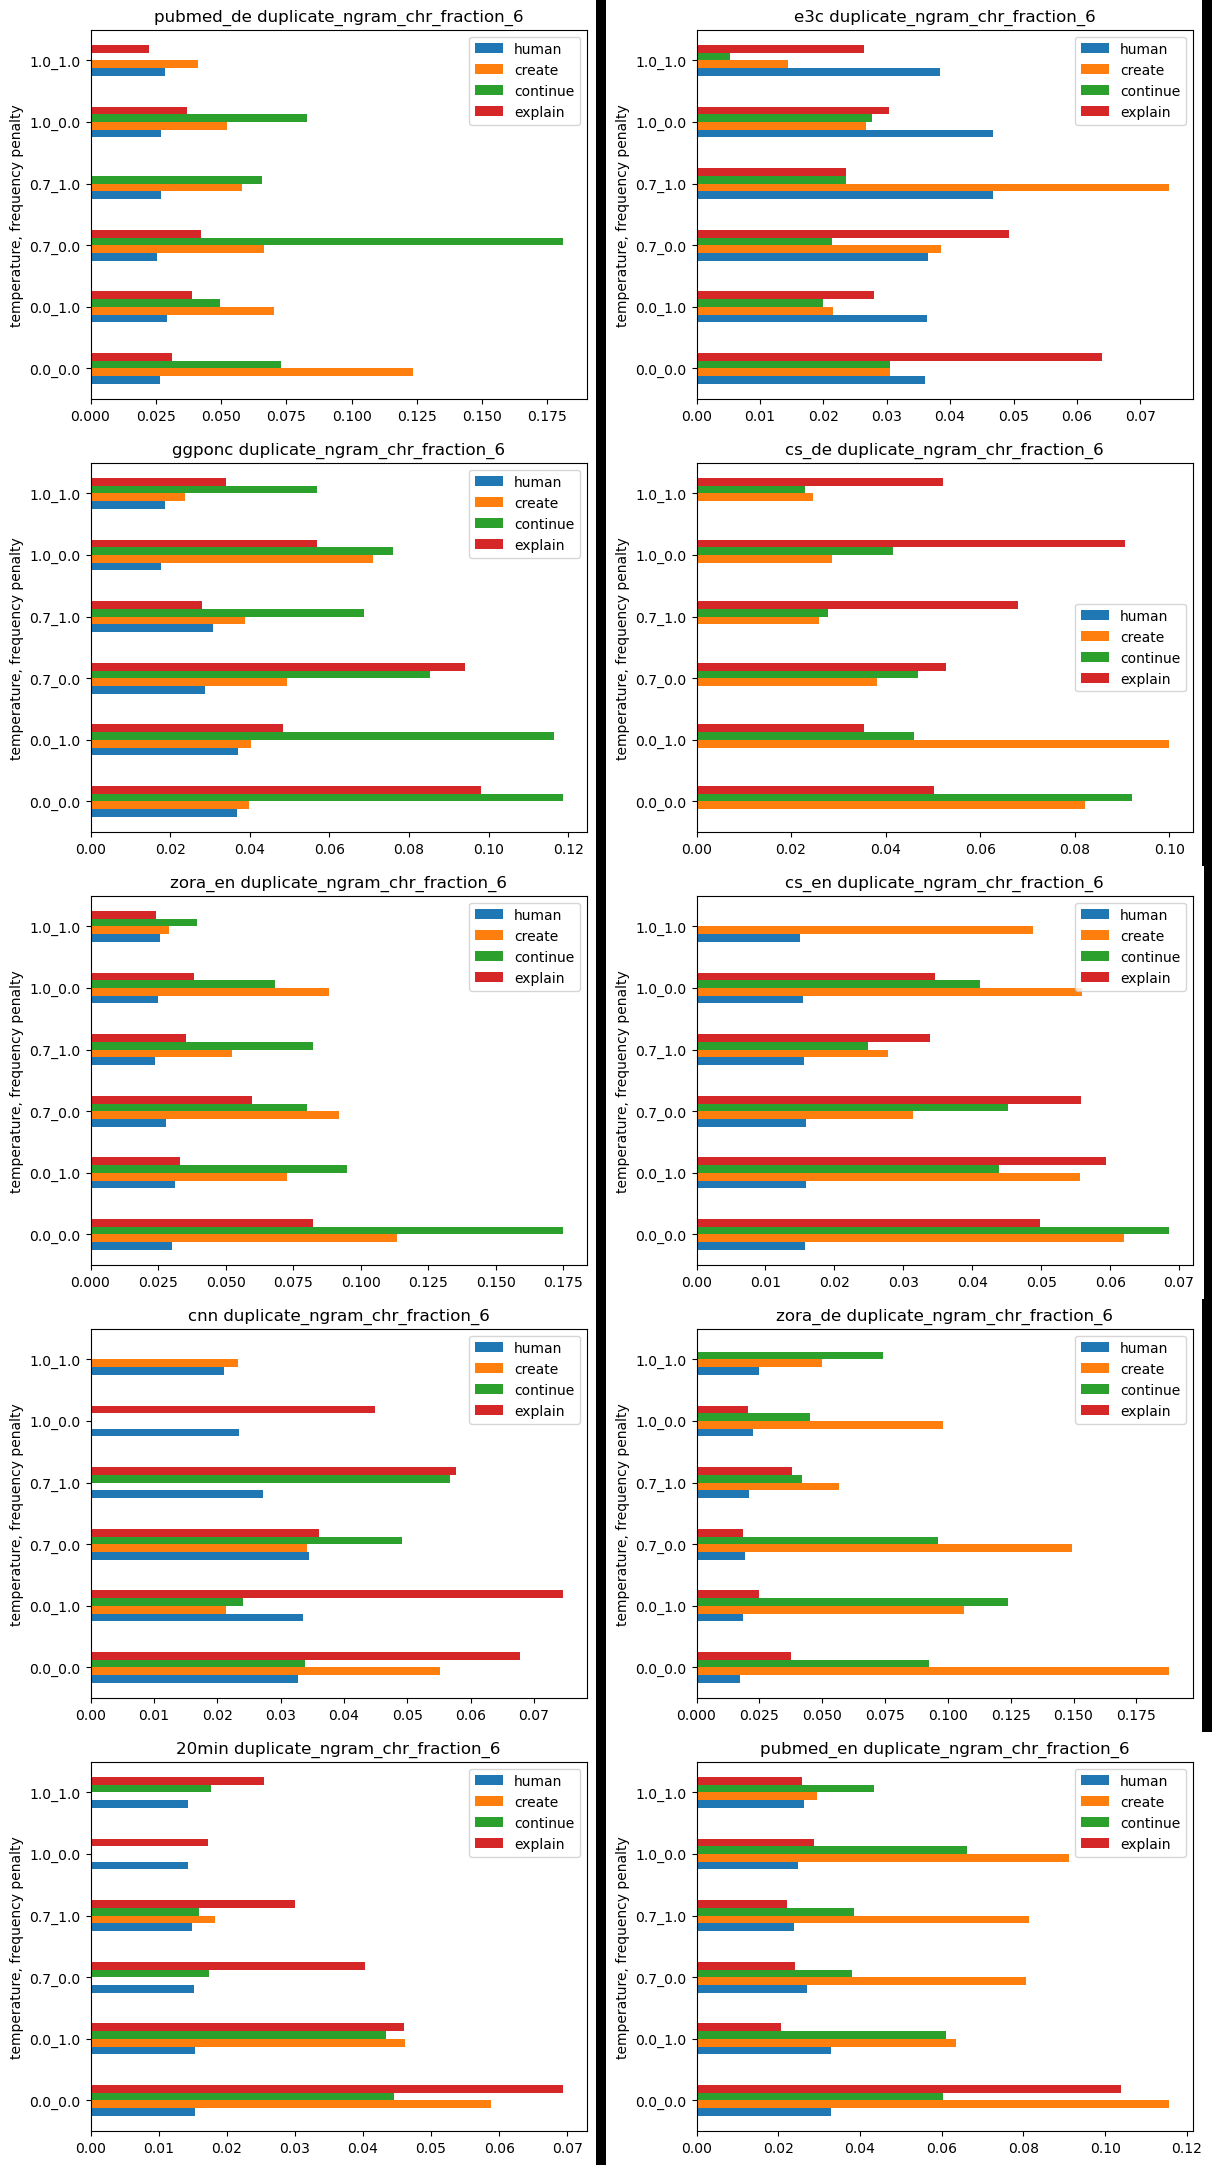 pubmed_de duplicate_ngram_chr_fraction_6
temperature, frequency penalty
1.0_1.0
1.0_0.0
0.7_1.0
0.7_0.0
0.0_1.0
0.0_0.0
0.000 0.025 0.050 0.075 0.100 0.125 0.150 0.175
human
create
continue
explain
e3c duplicate_ngram_chr_fraction_6
temperature, frequency penalty
1.0_1.0
1.0_0.0
0.7_1.0
0.7_0.0
0.0_1.0
0.0_0.0
0.00 0.01 0.02 0.03 0.04 0.05 0.06 0.07
human
create
continue
explain
ggponc duplicate_ngram_chr_fraction_6
temperature, frequency penalty
1.0_1.0
1.0_0.0
0.7_1.0
0.7_0.0
0.0_1.0
0.0_0.0
0.00 0.02 0.04 0.06 0.08 0.10 0.12
human
create
continue
explain
cs_de duplicate_ngram_chr_fraction_6
temperature, frequency penalty
1.0_1.0
1.0_0.0
0.7_1.0
0.7_0.0
0.0_1.0
0.0_0.0
0.00 0.02 0.04 0.06 0.08 0.10
human
create
continue
explain
zora_en duplicate_ngram_chr_fraction_6
temperature, frequency penalty
1.0_1.0
1.0_0.0
0.7_1.0
0.7_0.0
0.0_1.0
0.0_0.0
0.000 0.025 0.050 0.075 0.100 0.125 0.150 0.175
human
create
continue
explain
cs_en duplicate_ngram_chr_fraction_6
temperature, frequency penalty
1.0_1.0
1.0_0.0
0.7_1.0
0.7_0.0
0.0_1.0
0.0_0.0
0.00 0.01 0.02 0.03 0.04 0.05 0.06 0.07
human
create
continue
explain
cnn duplicate_ngram_chr_fraction_6
temperature, frequency penalty
1.0_1.0
1.0_0.0
0.7_1.0
0.7_0.0
0.0_1.0
0.0_0.0
0.00 0.01 0.02 0.03 0.04 0.05 0.06 0.07
human
create
continue
explain
zora_de duplicate_ngram_chr_fraction_6
temperature, frequency penalty
1.0_1.0
1.0_0.0
0.7_1.0
0.7_0.0
0.0_1.0
0.0_0.0
0.000 0.025 0.050 0.075 0.100 0.125 0.150 0.175
human
create
continue
explain
20min duplicate_ngram_chr_fraction_6
temperature, frequency penalty
1.0_1.0
1.0_0.0
0.7_1.0
0.7_0.0
0.0_1.0
0.0_0.0
0.00 0.01 0.02 0.03 0.04 0.05 0.06 0.07
human
create
continue
explain
pubmed_en duplicate_ngram_chr_fraction_6
temperature, frequency penalty
1.0_1.0
1.0_0.0
0.7_1.0
0.7_0.0
0.0_1.0
0.0_0.0
0.00 0.02 0.04 0.06 0.08 0.10 0.12
human
create
continue
explain